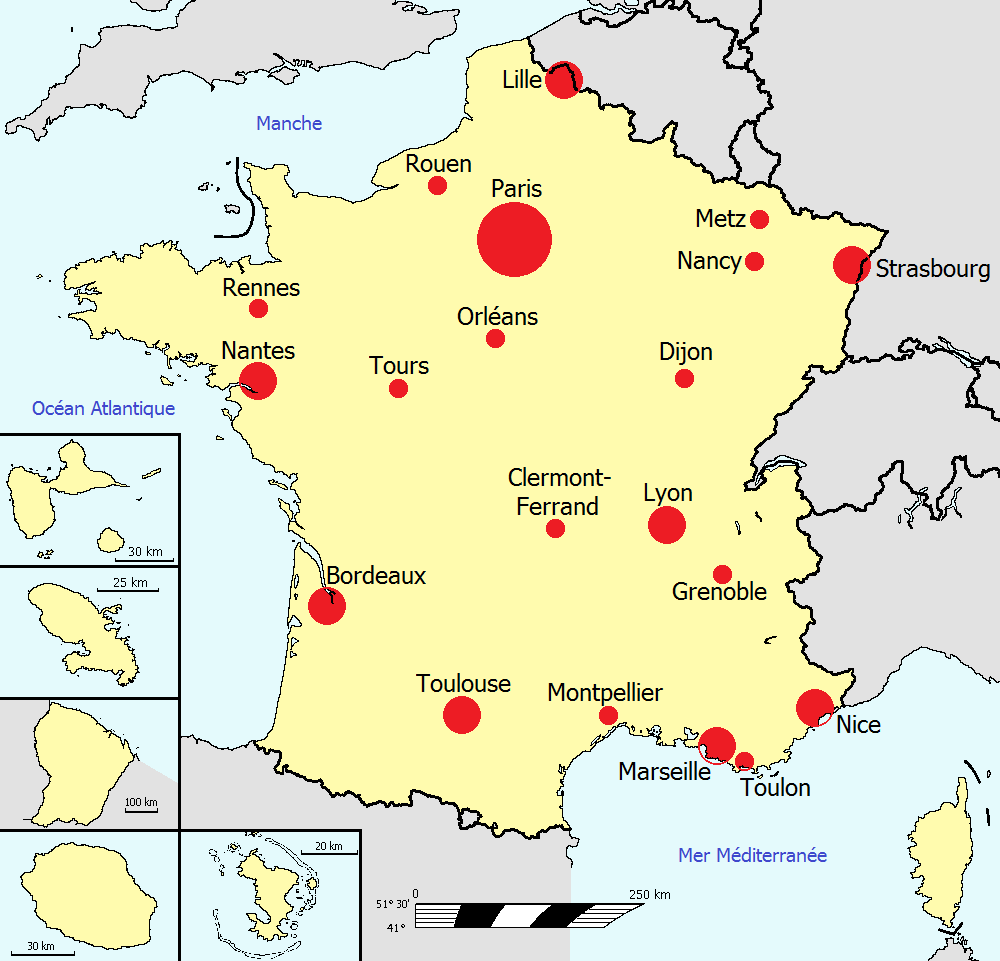 Lille
Manche
Rouen
Paris
Metz
Nancy
Strasbourg
Rennes
Orléans
Nantes
Tours
Dijon
Océan Atlantique
Clermont-
Ferrand
Lyon
30 km
Bordeaux
25 km
Grenoble
Toulouse
Montpellier
Nice
Marseille
Toulon
100 km
20 km
Mer Méditerranée
0
250 km
51° 30'
41°
30 km